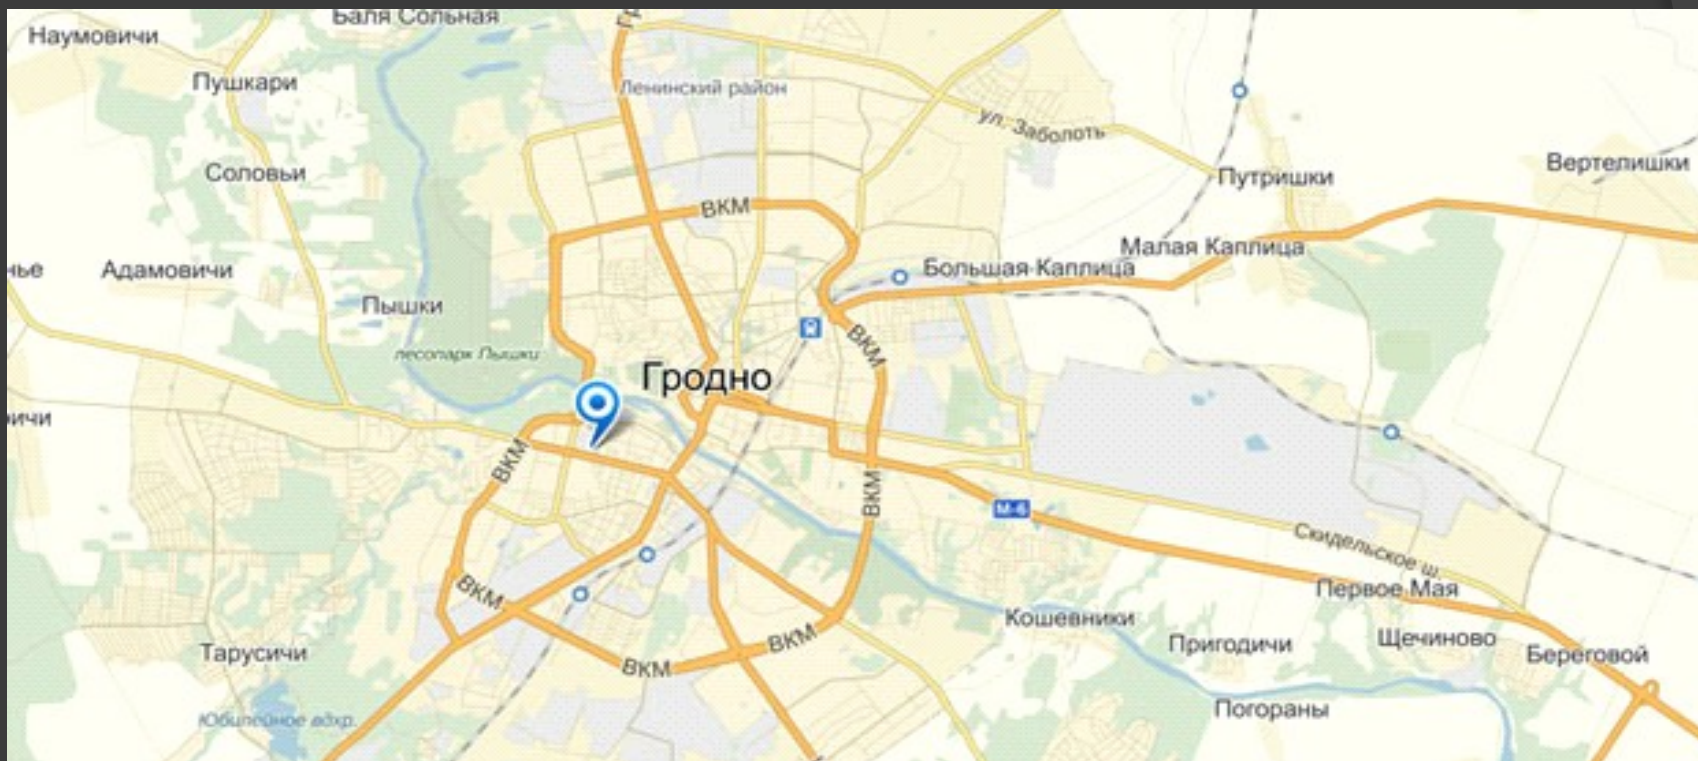 Баля Сольная
Наумовичи
Пушкари
Ленинский район
ул. Заболоть
Соловьи
Вертелишки
Путришки
ВКМ
Малая Каплица
Большая Каплица
Адамовичи
Пышки
лесопарк Пышки
ВКМ
Гродно
ВКМ
ВКМ
М-6
Скидельское ш.
Первое Мая
ВКМ
Кошевники
Пригодичи
Щечиново
Береговой
ВКМ
ВКМ
Тарусичи
Юбилейное вдхр.
Погораны